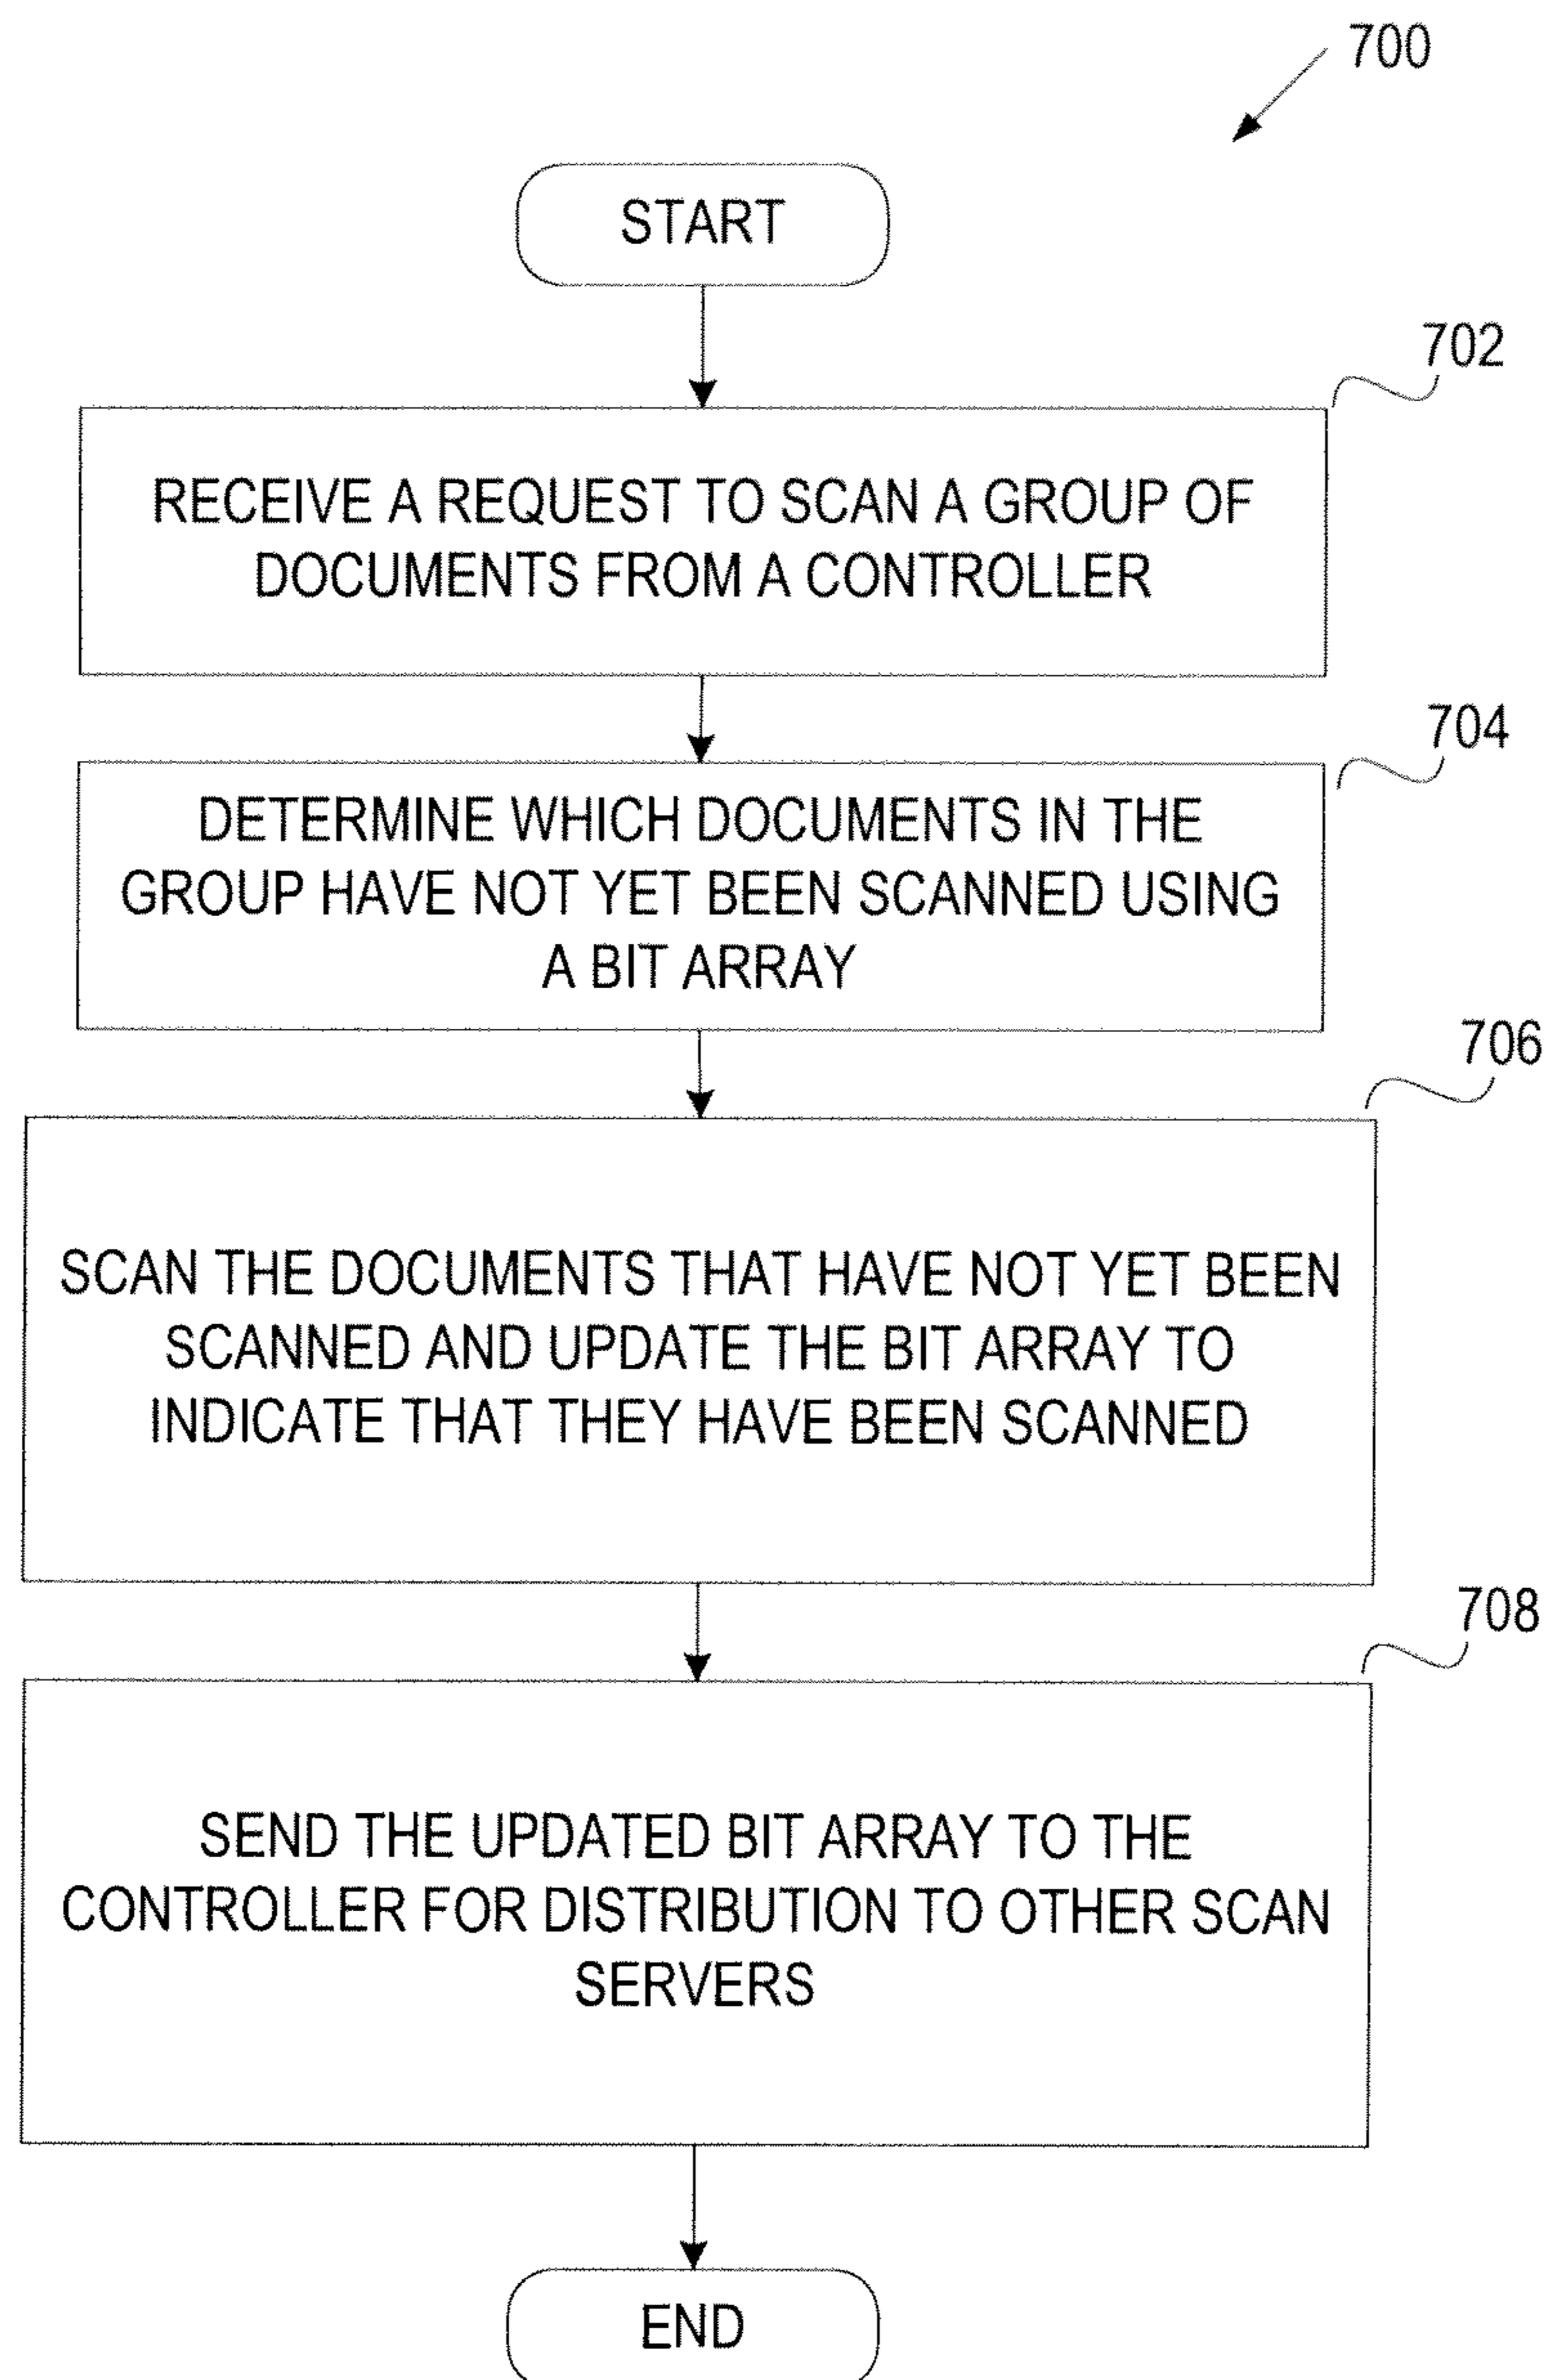 700
START
702
RECEIVE A REQUEST TO SCAN A GROUP OF
DOCUMENTS FROM A CONTROLLER
704
DETERMINE WHICH DOCUMENTS IN THE
GROUP HAVE NOT YET BEEN SCANNED USING
A BIT ARRAY
706
SCAN THE DOCUMENTS THAT HAVE NOT YET BEEN
SCANNED AND UPDATE THE BIT ARRAY TO
INDICATE THAT THEY HAVE BEEN SCANNED
708
SEND THE UPDATED BIT ARRAY TO THE
CONTROLLER FOR DISTRIBUTION TO OTHER SCAN
SERVERS
END